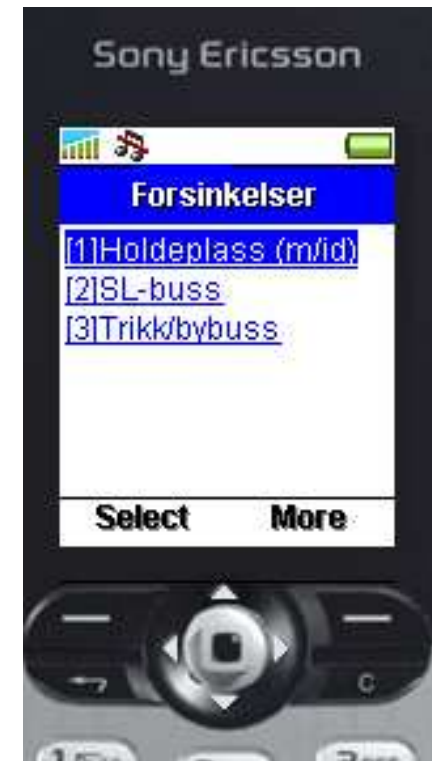 Sony Ericsson
Forsinkelser
[1]Holdeplass (m/id)
[2]SL-buss
[3]Trikk/bybuss
Select More
C